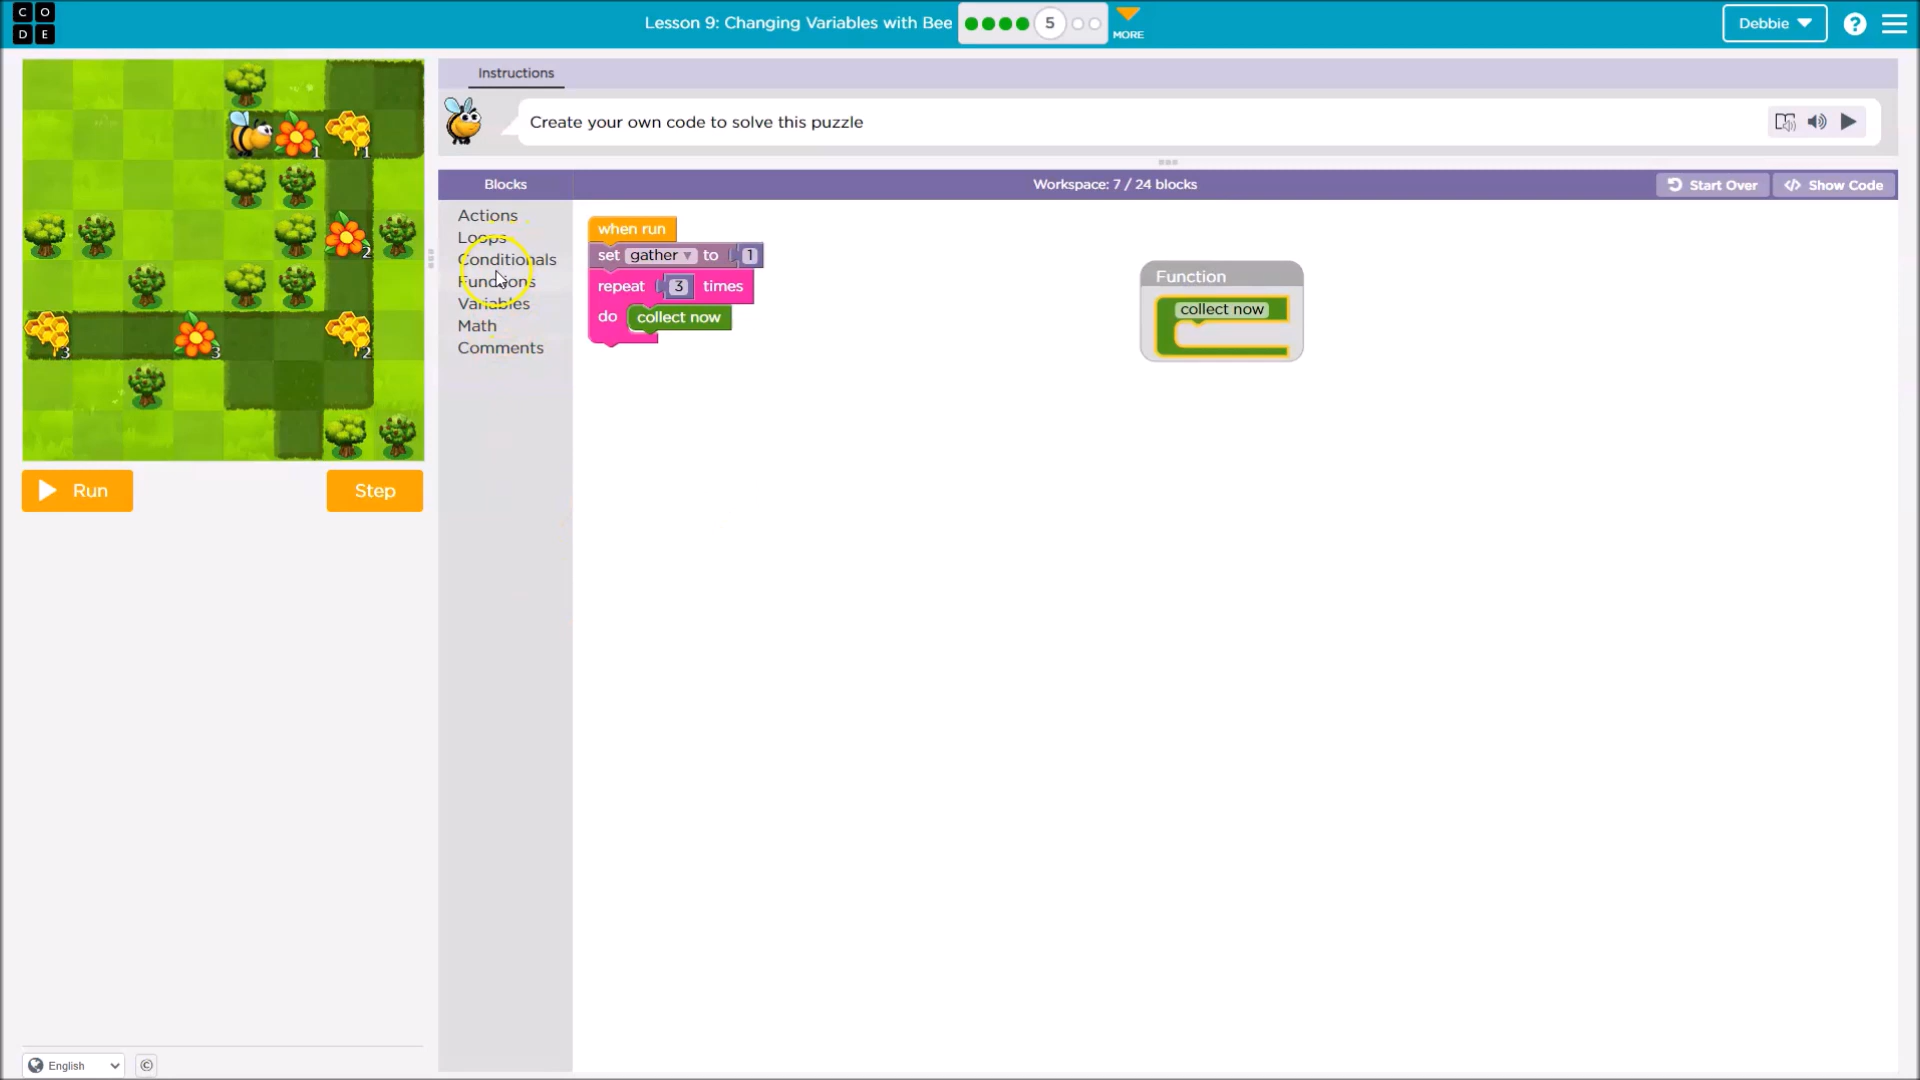 C O
D E
Lesson 9: Changing Variables with Bee
5
MORE
Debbie
?
Instructions
Create your own code to solve this puzzle
Blocks
Workspace: 7 / 24 blocks
Start Over
</> Show Code
Actions
Loops
Conditionals
Functions
Variables
Math
Comments
when run
set gather to 1
repeat 3 times
do collect now
Function
collect now
1
1
2
3
3
2
Run
Step
English
©